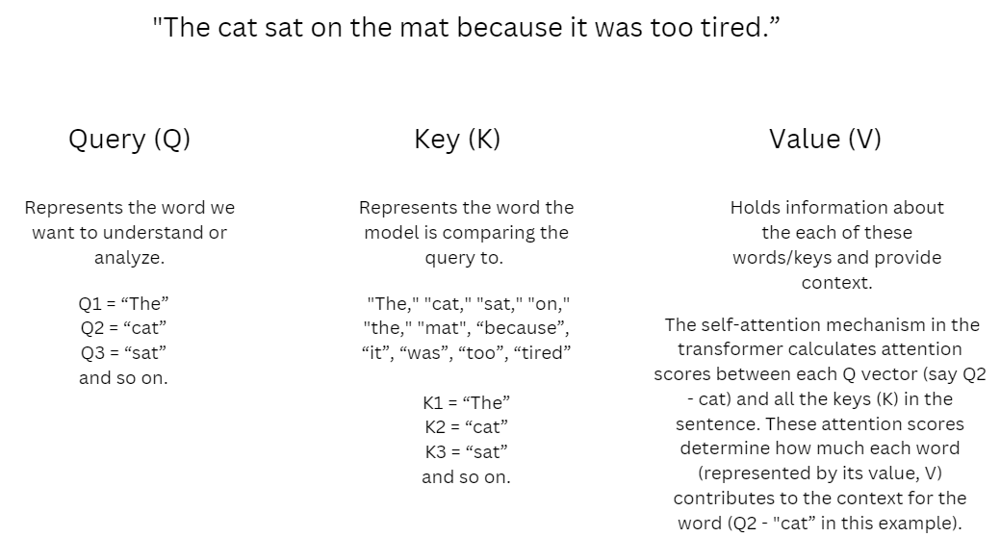 "The cat sat on the mat because it was too tired.”
Query (Q)
Represents the word we
want to understand or
analyze.
Q1 = “The”
Q2 = “cat”
Q3 = “sat”
and so on.
Key (K)
Represents the word the
model is comparing the
query to.
"The," "cat," "sat," "on,"
"the," "mat", “because”,
“it”, “was”, “too”, “tired”
K1 = “The”
K2 = “cat”
K3 = “sat”
and so on.
Value (V)
Holds information about
the each of these
words/keys and provide
context.
The self-attention mechanism in the
transformer calculates attention
scores between each Q vector (say Q2
- cat) and all the keys (K) in the
sentence. These attention scores
determine how much each word
(represented by its value, V)
contributes to the context for the
word (Q2 - "cat” in this example).